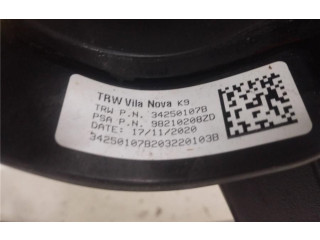 TRW Vila Nova K9
TRW P.N. 34250107B
PSA P.N. 98210208ZD
DATE: 17/11/2020
34250107B203220103B